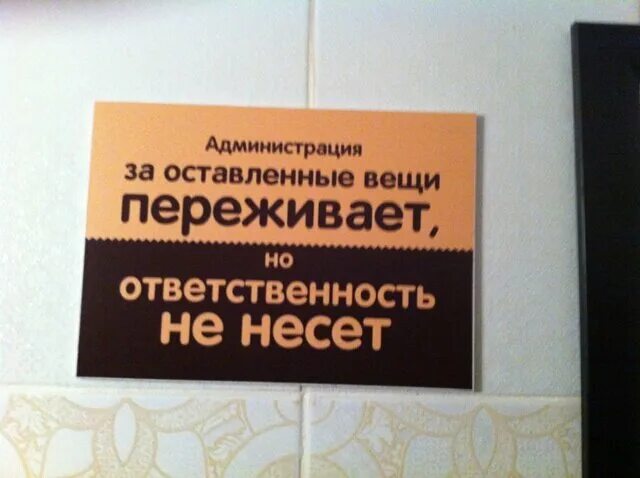 Администрация
за оставленные вещи
переживает,
но
ответственность
не несет